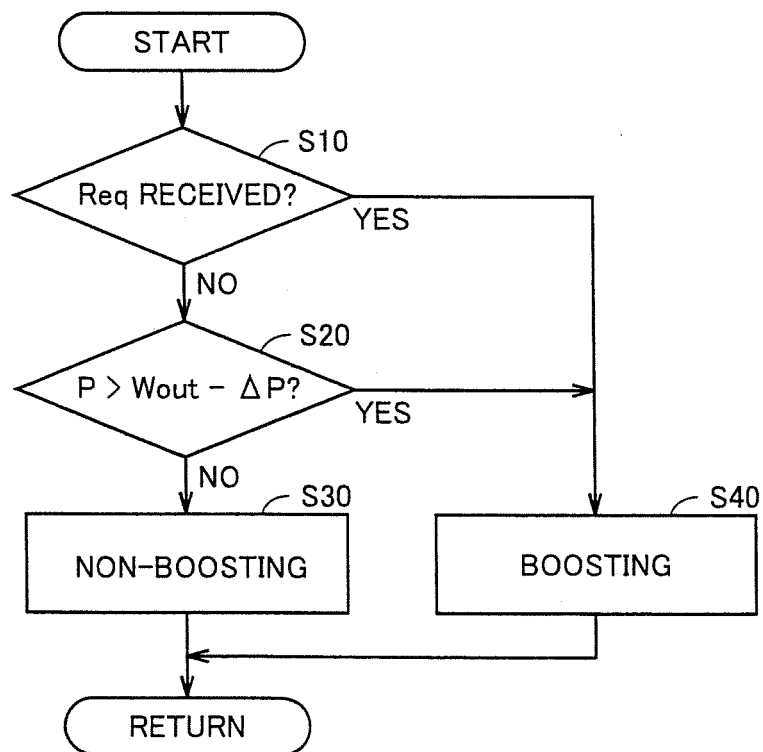 START
S10
Req RECEIVED?
YES
NO
S20
P > Wout - ΔP?
YES
NO
S30
NON-BOOSTING
S40
BOOSTING
RETURN